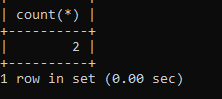 | count(*) |
+----------+
|        2 |
+----------+
1 row in set (0.00 sec)